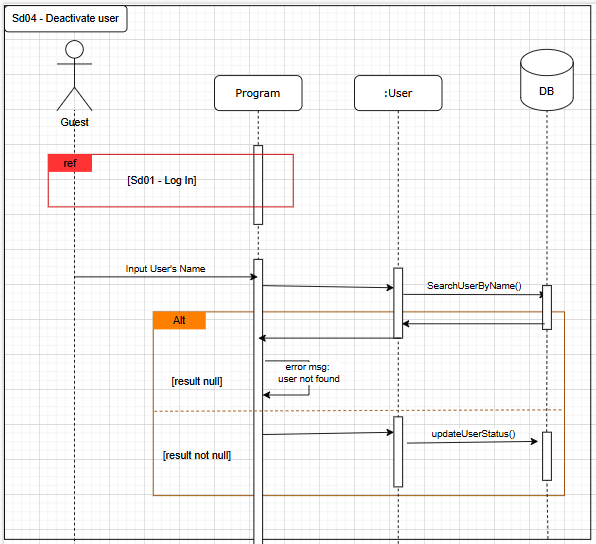 Sd04 - Deactivate user
Guest
Program
:User
DB
ref
[Sd01 - Log In]
Input User's Name
SearchUserByName()
Alt
error msg:
user not found
[result null]
updateUserStatus()
[result not null]